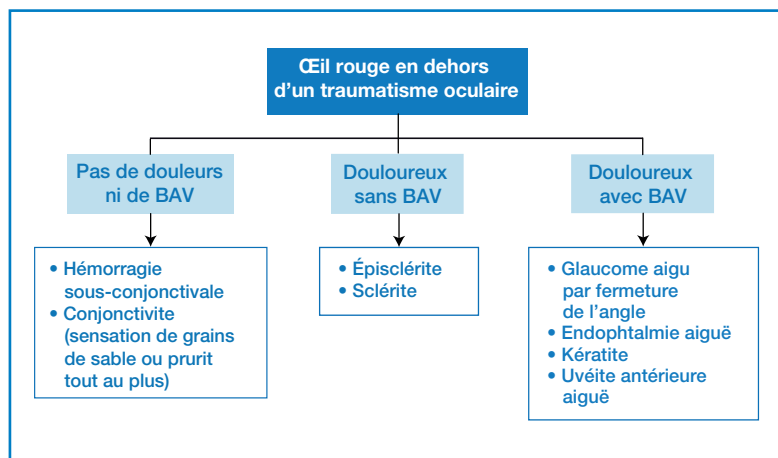 Œil rouge en dehors
d'un traumatisme oculaire
Pas de douleurs
ni de BAV
• Hémorragie
sous-conjonctivale
• Conjonctivite
(sensation de grains
de sable ou prurit
tout au plus)
Douloureux
sans BAV
• Épisclérite
• Sclérite
Douloureux
avec BAV
• Glaucome aigu
par fermeture
de l'angle
• Endophtalmie aiguë
• Kératite
• Uvéite antérieure
aiguë